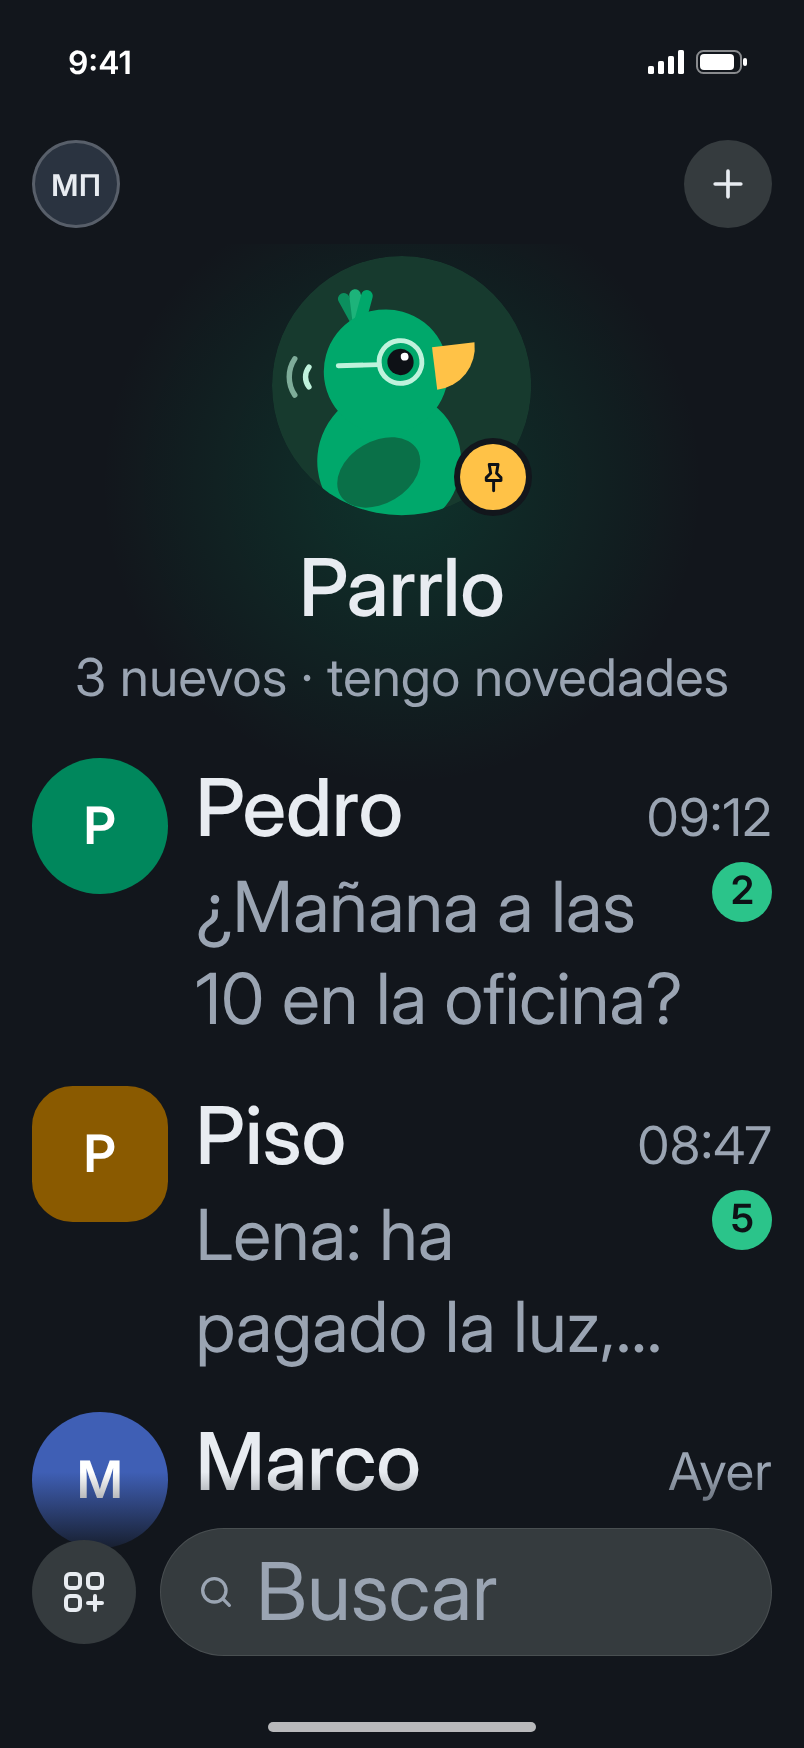 9:41
МП
Parrlo
3 nuevos · tengo novedades
P
Pedro
09:12
¿Mañana a las
2
10 en la oficina?
P
Piso
08:47
Lena: ha
5
pagado la luz,...
M
Marco
Ayer
Buscar